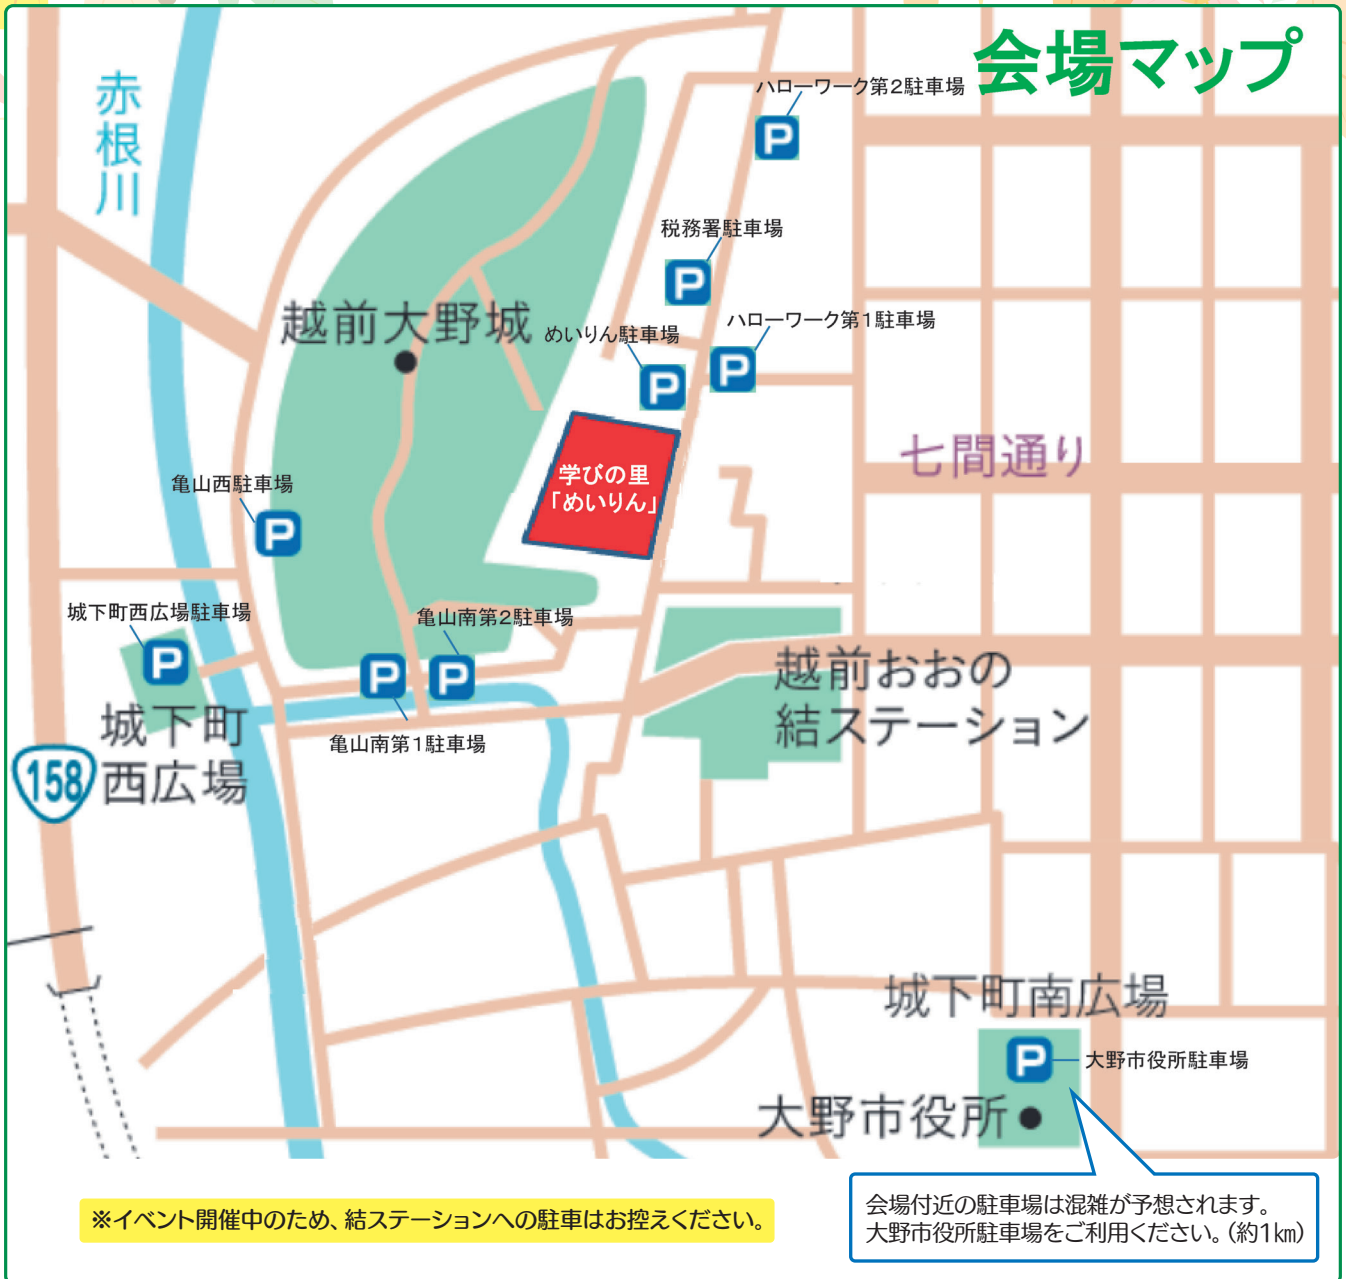 会場マップ
赤根川
ハローワーク第2駐車場
P
税務署駐車場
P
越前大野城
めいりん駐車場
P
ハローワーク第1駐車場
P
学びの里
「めいりん」
七間通り
亀山西駐車場
P
城下町西広場駐車場
P
亀山南第2駐車場
P
P
亀山南第1駐車場
越前おおの
結ステーション
城下町
西広場
158
城下町南広場
P
大野市役所駐車場
大野市役所
※イベント開催中のため、結ステーションへの駐車はお控えください。
会場付近の駐車場は混雑が予想されます。
大野市役所駐車場をご利用ください。(約1㎞)